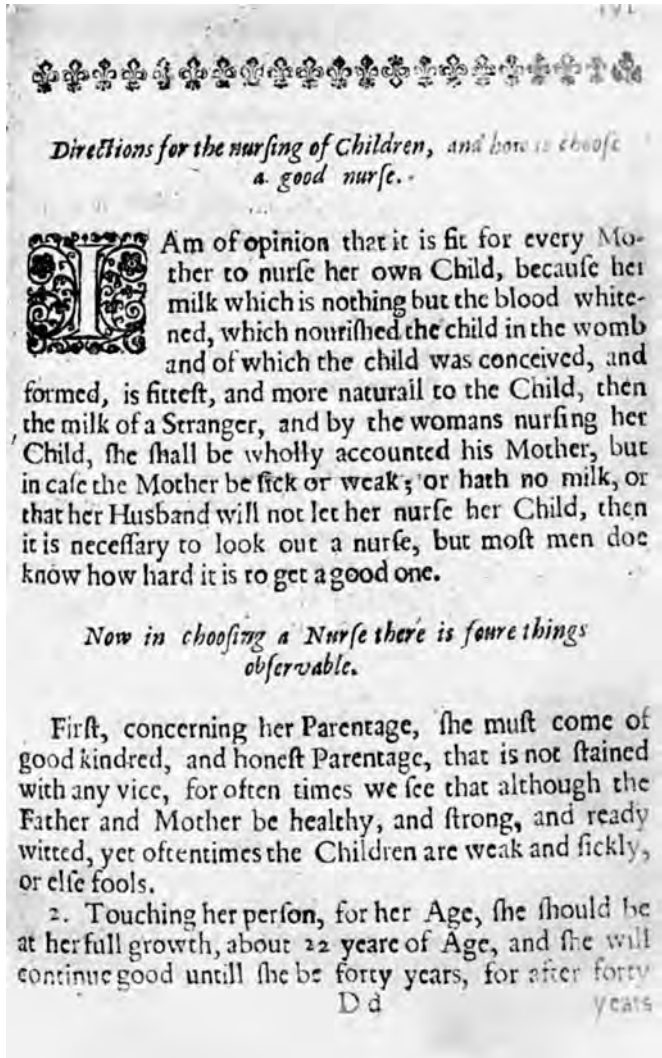 Directions for the nurſing of Children, and how to chooſe
a good nurſe.
I Am of opinion that it is fit for every Mo-
ther to nurſe her own Child, becauſe her
milk which is nothing but the blood white-
ned, which nouriſhed the child in the womb
and of which the child was conceived, and
formed, is fitteſt, and more naturall to the Child, then
the milk of a Stranger, and by the womans nurſing her
Child, ſhe ſhall be wholly accounted his Mother, but
in caſe the Mother be ſick or weak; or hath no milk, or
that her Husband will not let her nurſe her Child, then
it is neceſſary to look out a nurſe, but moſt men doe
know how hard it is to get a good one.
Now in chooſing a Nurſe there is foure things
obſervable.
Firſt, concerning her Parentage, ſhe muſt come of
good kindred, and honeſt Parentage, that is not ſtained
with any vice, for often times we ſee that although the
Father and Mother be healthy, and ſtrong, and ready
witted, yet oftentimes the Children are weak and ſickly,
or elſe fools.
2. Touching her perſon, for her Age, ſhe ſhould be
at her full growth, about 22 yeare of Age, and ſhe will
continue good untill ſhe be forty years, for after forty
D d years